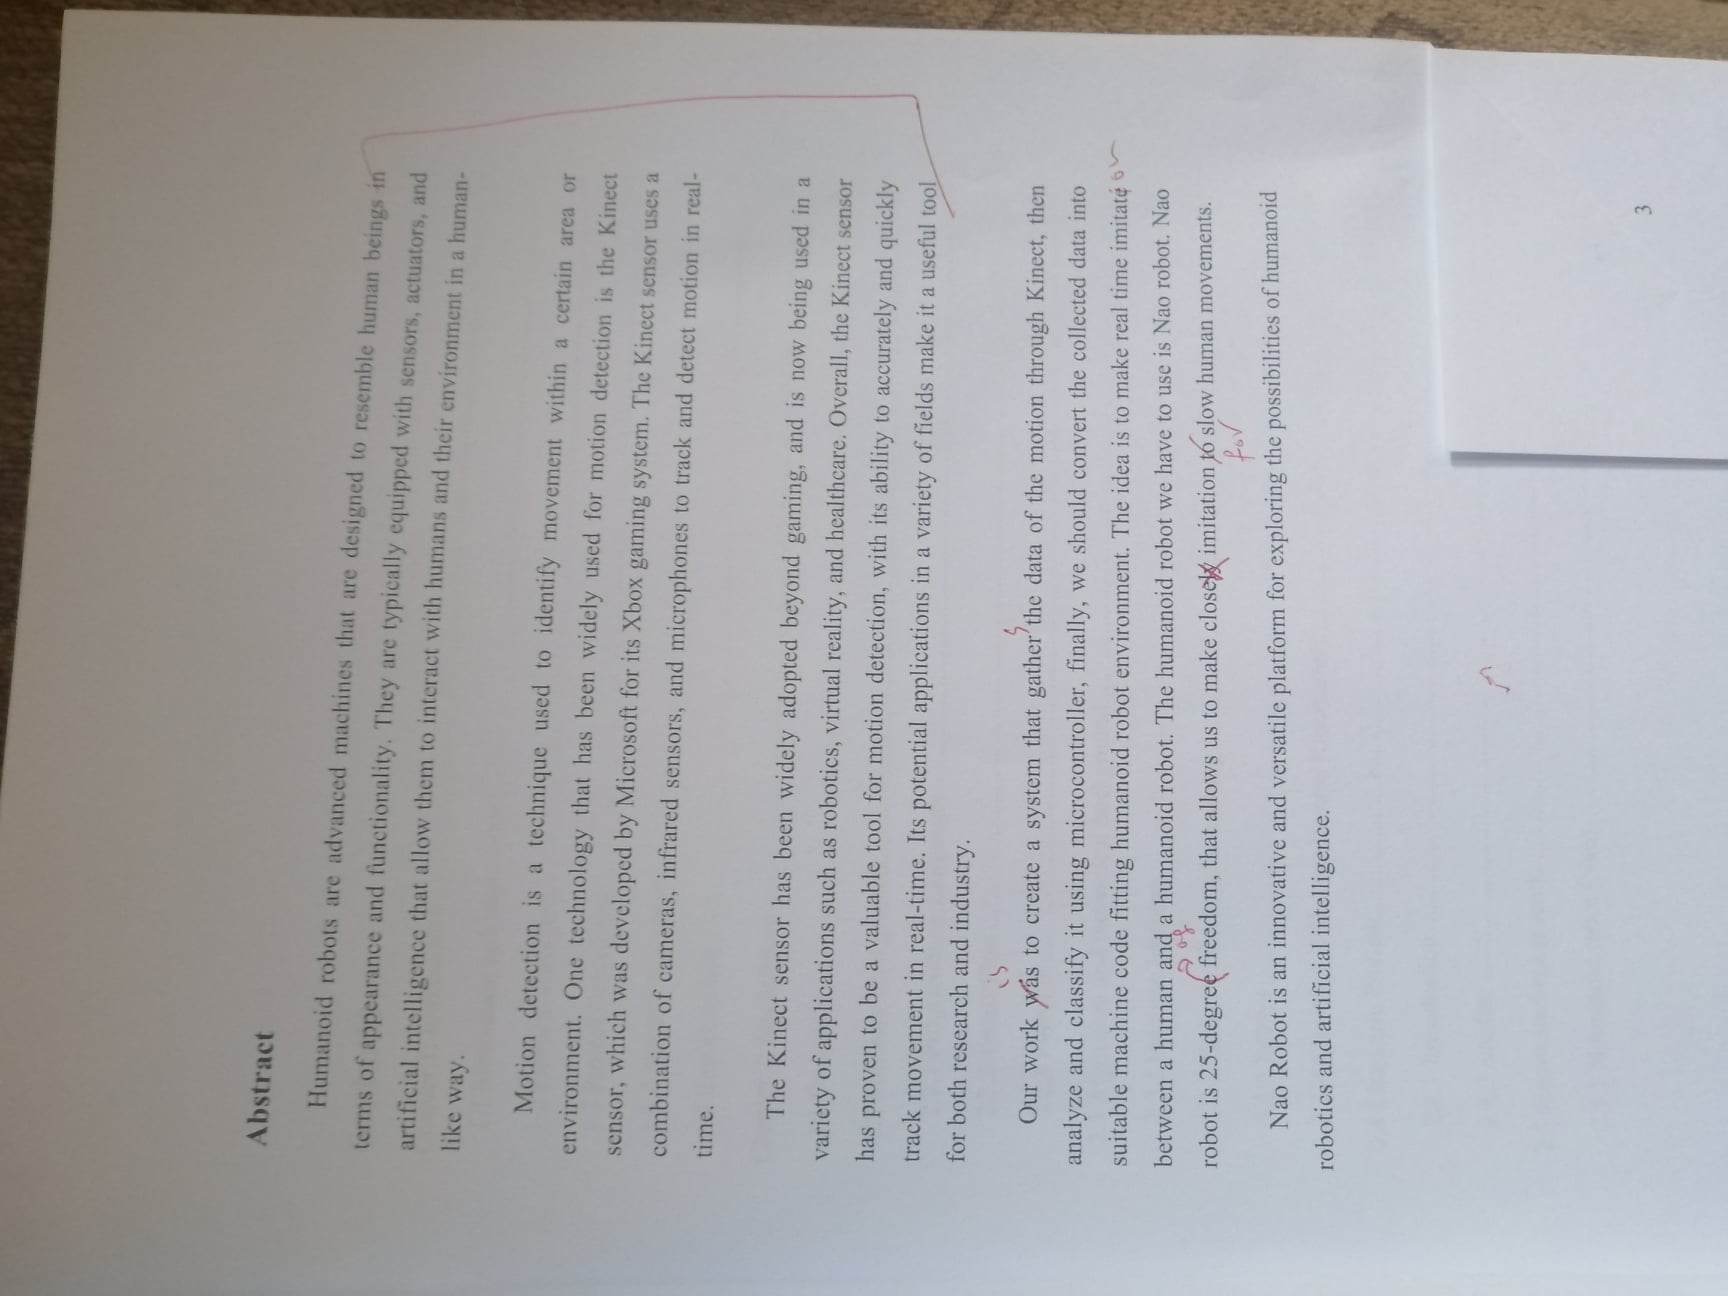 Abstract
Humanoid robots are advanced machines that are designed to resemble human beings in
terms of appearance and functionality. They are typically equipped with sensors, actuators, and
artificial intelligence that allow them to interact with humans and their environment in a human-
like way.
Motion detection is a technique used to identify movement within a certain area or
environment. One technology that has been widely used for motion detection is the Kinect
sensor, which was developed by Microsoft for its Xbox gaming system. The Kinect sensor uses a
combination of cameras, infrared sensors, and microphones to track and detect motion in real-
time.
The Kinect sensor has been widely adopted beyond gaming, and is now being used in a
variety of applications such as robotics, virtual reality, and healthcare. Overall, the Kinect sensor
has proven to be a valuable tool for motion detection, with its ability to accurately and quickly
track movement in real-time. Its potential applications in a variety of fields make it a useful tool
for both research and industry.
is
s
Our work was to create a system that gather the data of the motion through Kinect, then
analyze and classify it using microcontroller, finally, we should convert the collected data into
suitable machine code fitting humanoid robot environment. The idea is to make real time imitate or
between a human and a humanoid robot. The humanoid robot we have to use is Nao robot. Nao
s of
robot is 25-degree freedom, that allows us to make closely imitation to slow human movements.
for
Nao Robot is an innovative and versatile platform for exploring the possibilities of humanoid
robotics and artificial intelligence.
3